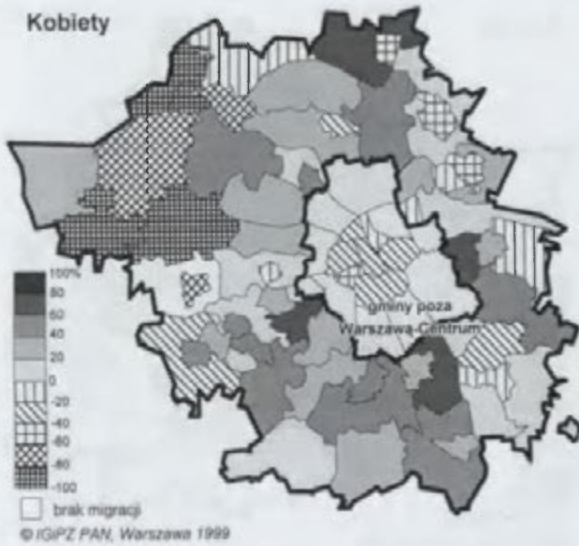 Kobiety
gminy poza
Warszawa-Centrum
100%
80
60
40
20
0
-20
-40
-60
-80
-100
brak migracji
© IGiPZ PAN, Warszawa 1999